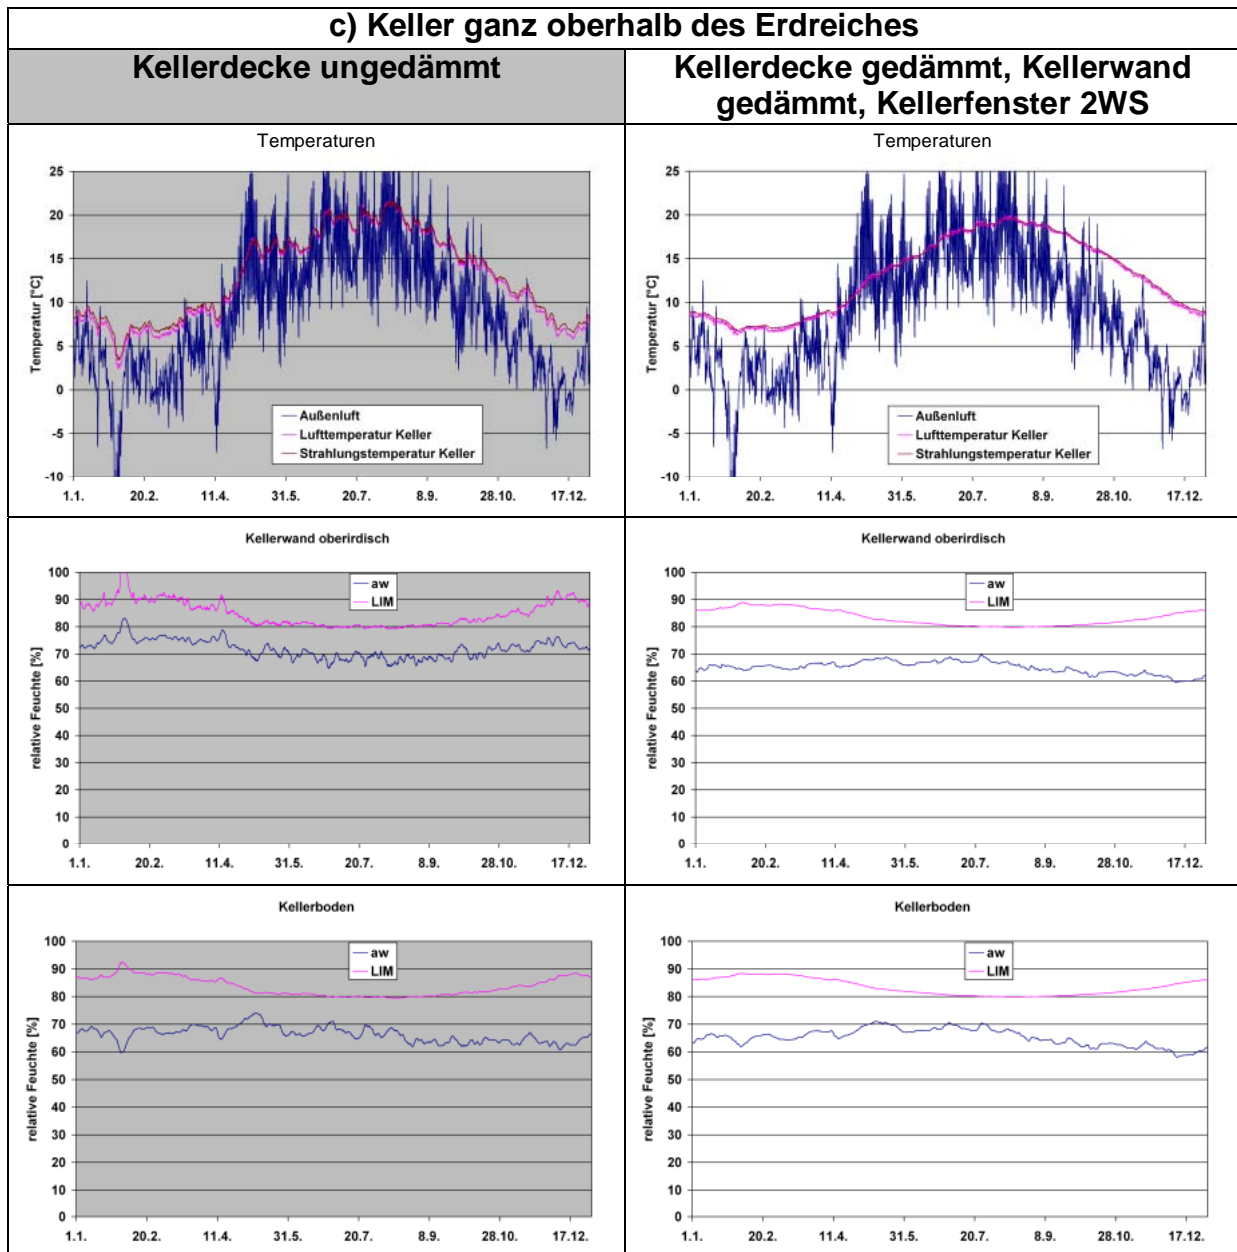 c) Keller ganz oberhalb des Erdreiches
Kellerdecke ungedämmt
Kellerdecke gedämmt, Kellerwand
gedämmt, Kellerfenster 2WS
Temperaturen
Temperatur [°C]
25
20
15
10
5
0
-5
-10
Außenluft
Lufttemperatur Keller
Strahlungstemperatur Keller
1.1. 20.2. 11.4. 31.5. 20.7. 8.9. 28.10. 17.12.
Temperaturen
Temperatur [°C]
25
20
15
10
5
0
-5
-10
Außenluft
Lufttemperatur Keller
Strahlungstemperatur Keller
1.1. 20.2. 11.4. 31.5. 20.7. 8.9. 28.10. 17.12.
Kellerwand oberirdisch
relative Feuchte [%]
100
90
80
70
60
50
40
30
20
10
0
aw
LIM
1.1. 20.2. 11.4. 31.5. 20.7. 8.9. 28.10. 17.12.
Kellerwand oberirdisch
relative Feuchte [%]
100
90
80
70
60
50
40
30
20
10
0
aw
LIM
1.1. 20.2. 11.4. 31.5. 20.7. 8.9. 28.10. 17.12.
Kellerboden
relative Feuchte [%]
100
90
80
70
60
50
40
30
20
10
0
aw
LIM
1.1. 20.2. 11.4. 31.5. 20.7. 8.9. 28.10. 17.12.
Kellerboden
relative Feuchte [%]
100
90
80
70
60
50
40
30
20
10
0
aw
LIM
1.1. 20.2. 11.4. 31.5. 20.7. 8.9. 28.10. 17.12.